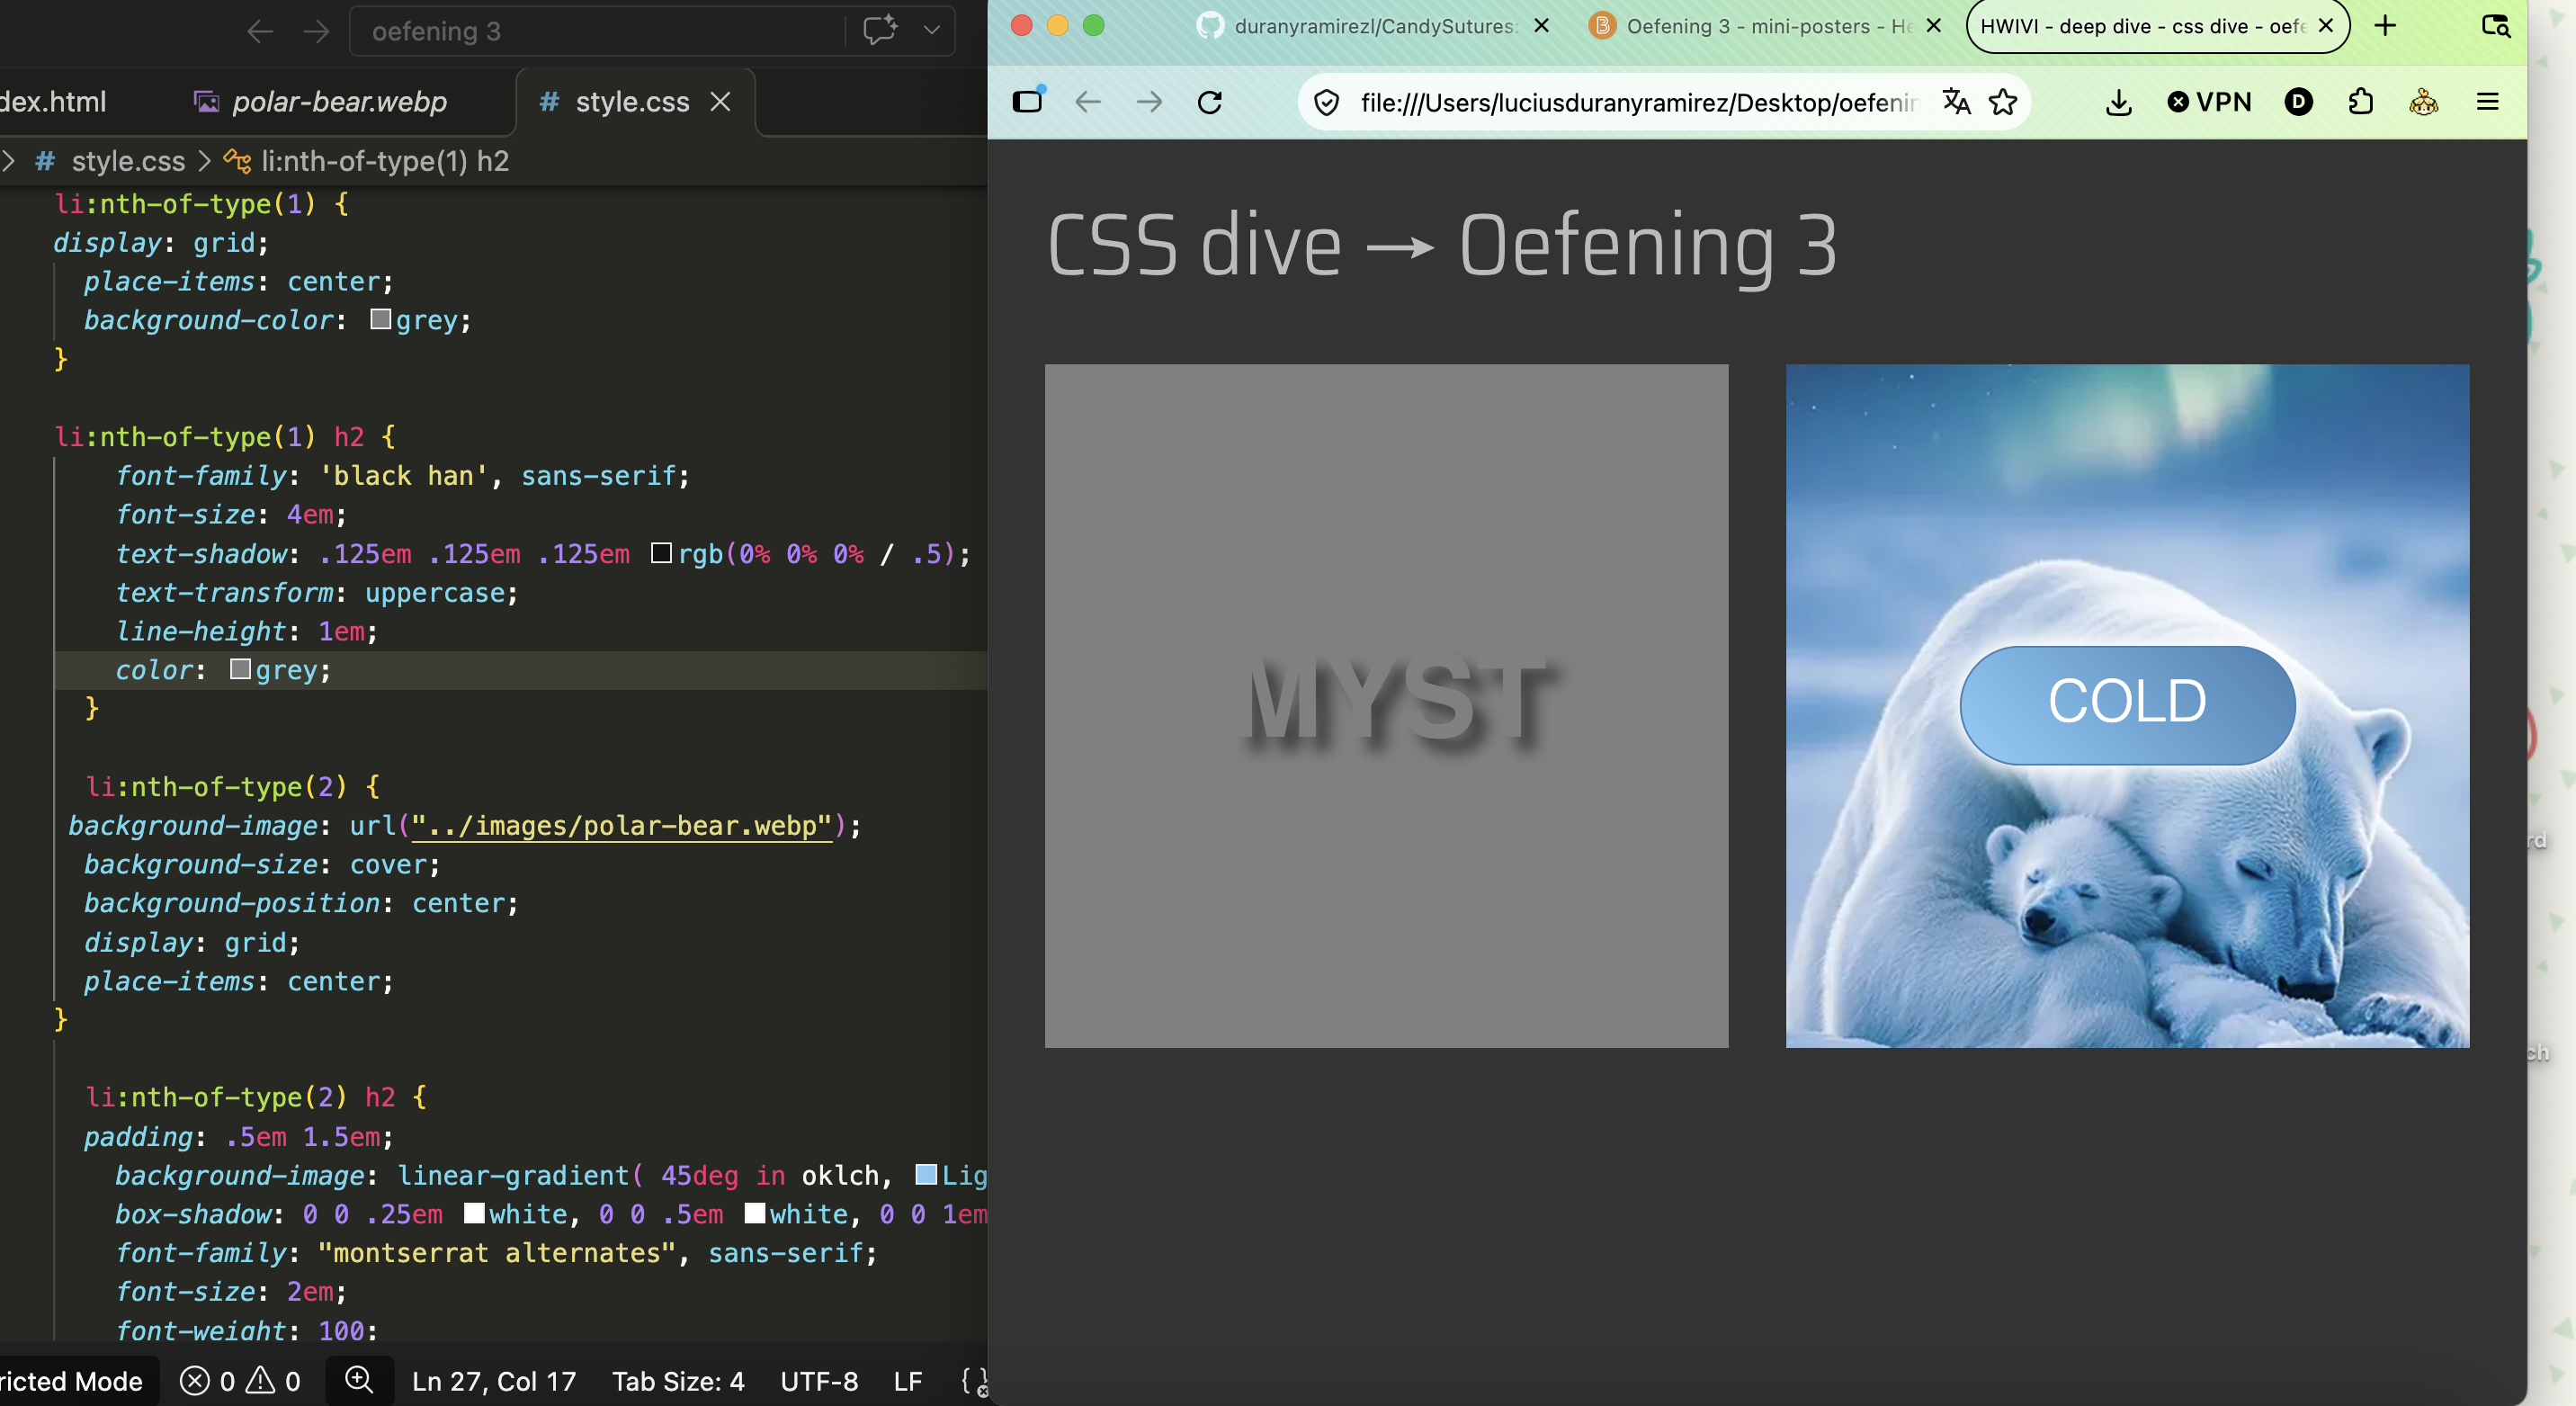 oefening 3
dex.html
polar-bear.webp
# style.css
# style.css > li:nth-of-type(1) h2
li:nth-of-type(1) {
display: grid;
place-items: center;
background-color: grey;
}
li:nth-of-type(1) h2 {
font-family: 'black han', sans-serif;
font-size: 4em;
text-shadow: .125em .125em .125em rgb(0% 0% 0% / .5);
text-transform: uppercase;
line-height: 1em;
color: grey;
}
li:nth-of-type(2) {
background-image: url("../images/polar-bear.webp");
background-size: cover;
background-position: center;
display: grid;
place-items: center;
}
li:nth-of-type(2) h2 {
padding: .5em 1.5em;
background-image: linear-gradient( 45deg in oklch, Lig
box-shadow: 0 0 .25em white, 0 0 .5em white, 0 0 1em
font-family: "montserrat alternates", sans-serif;
font-size: 2em;
font-weight: 100;
ricted Mode
0 0
Ln 27, Col 17
Tab Size: 4
UTF-8
LF
duranyramirezl/CandySutures:
Oefening 3 - mini-posters - He
HWIVI - deep dive - css dive - oefe
file:///Users/luciusduranyramirez/Desktop/oefenin
VPN
D
CSS dive → Oefening 3
MYST
COLD
rd
ch